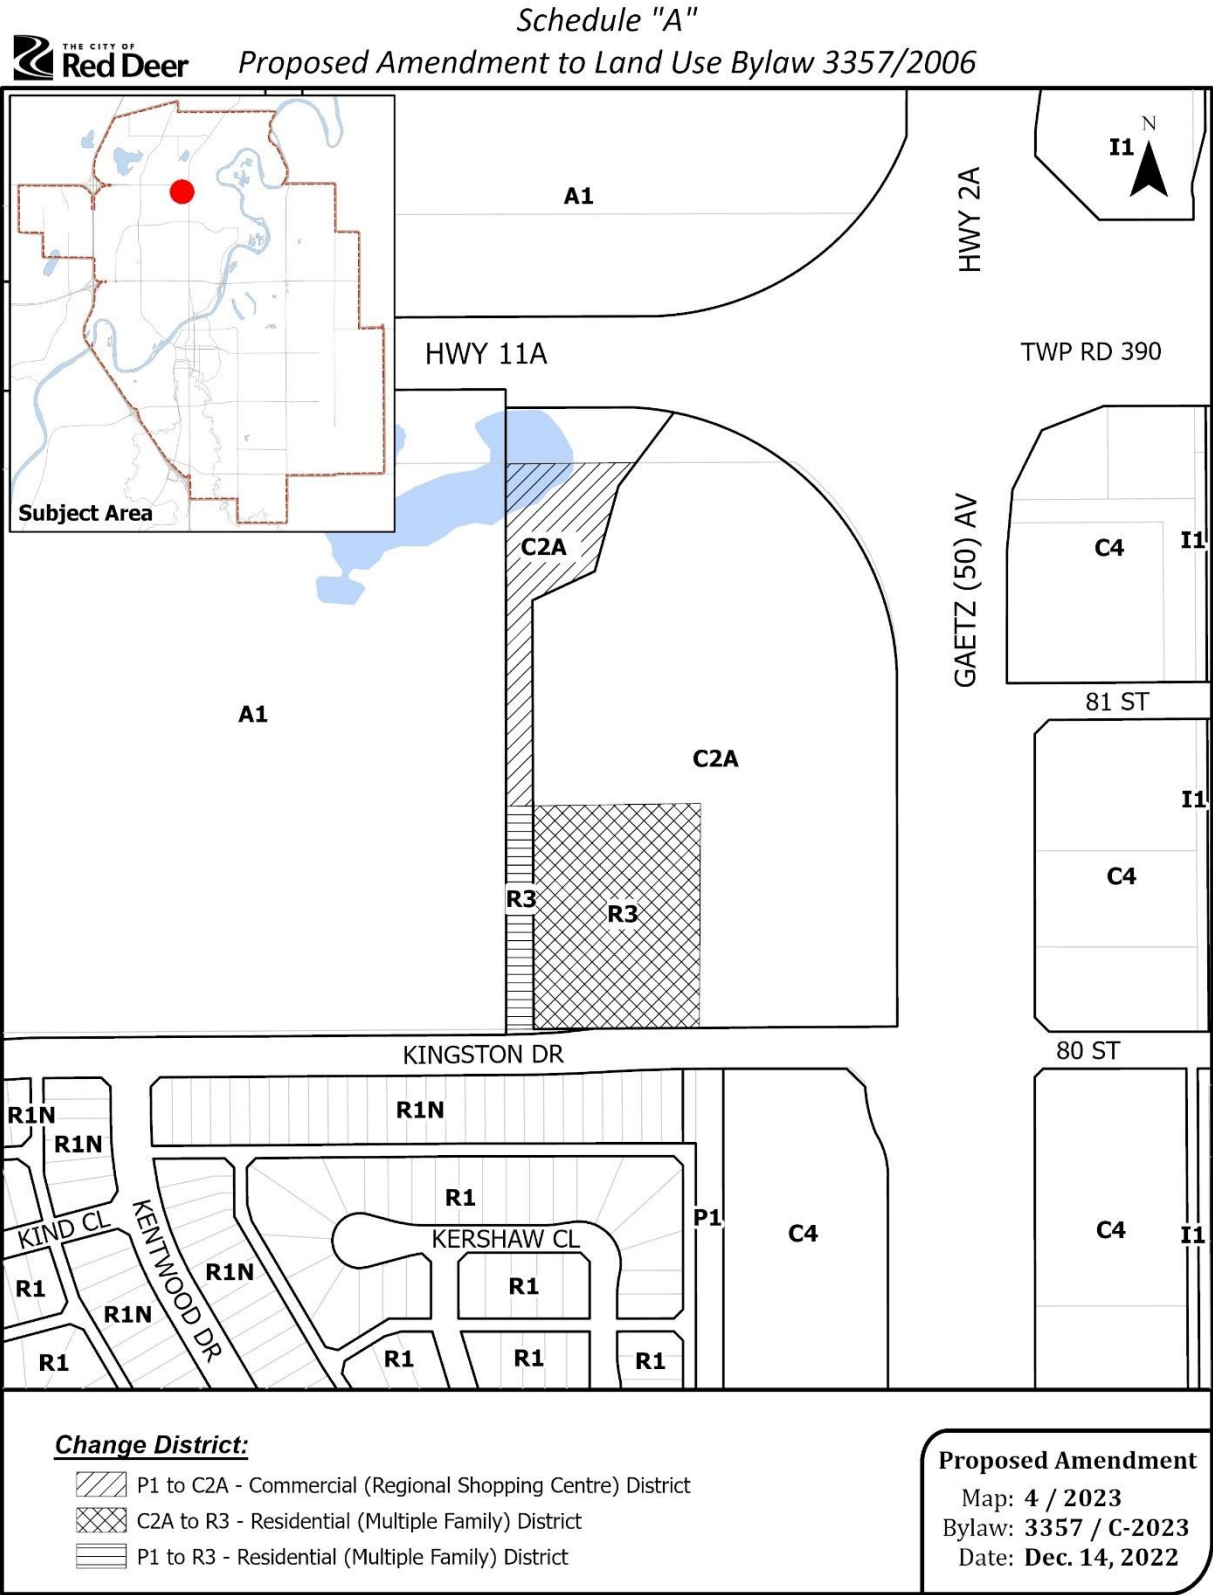 Schedule "A"
THE CITY OF
Red Deer
Proposed Amendment to Land Use Bylaw 3357/2006
N
I1
A1
HWY 2A
HWY 11A
TWP RD 390
Subject Area
C2A
GAETZ (50) AV
C4
I1
81 ST
A1
C2A
I1
C4
R3
R3
KINGSTON DR
80 ST
R1N
R1N
R1N
R1
KIND CL
KENTWOOD DR
KERSHAW CL
P1
C4
C4
I1
R1N
R1
R1
R1N
R1
R1
R1
R1
Change District:
P1 to C2A - Commercial (Regional Shopping Centre) District
C2A to R3 - Residential (Multiple Family) District
P1 to R3 - Residential (Multiple Family) District
Proposed Amendment
Map: 4 / 2023
Bylaw: 3357 / C-2023
Date: Dec. 14, 2022